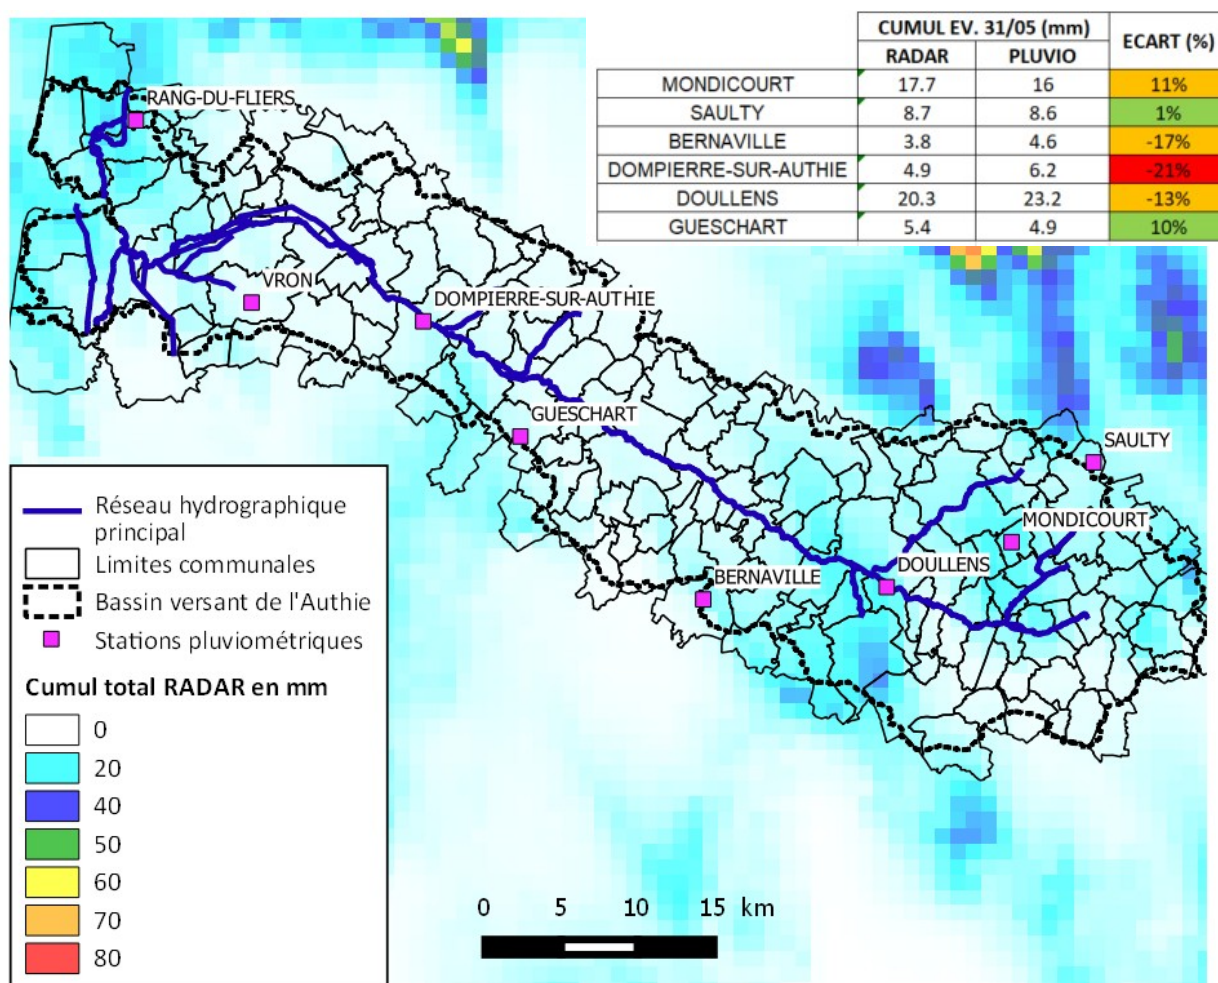 CUMUL EV. 31/05 (mm) ECART (%)
RADAR PLUVIO
MONDICOURT 17.7 16 11%
SAULTY 8.7 8.6 1%
BERNAVILLE 3.8 4.6 -17%
DOMPIERRE-SUR-AUTHIE 4.9 6.2 -21%
DOULLENS 20.3 23.2 -13%
GUESCHART 5.4 4.9 10%
RANG-DU-FLIERS
VRON
DOMPIERRE-SUR-AUTHIE
GUESCHART
SAULTY
MONDICOURT
DOULLENS
BERNAVILLE
Réseau hydrographique
principal
Limites communales
Bassin versant de l'Authie
Stations pluviométriques
Cumul total RADAR en mm
0
20
40
50
60
70
80
0 5 10 15 km